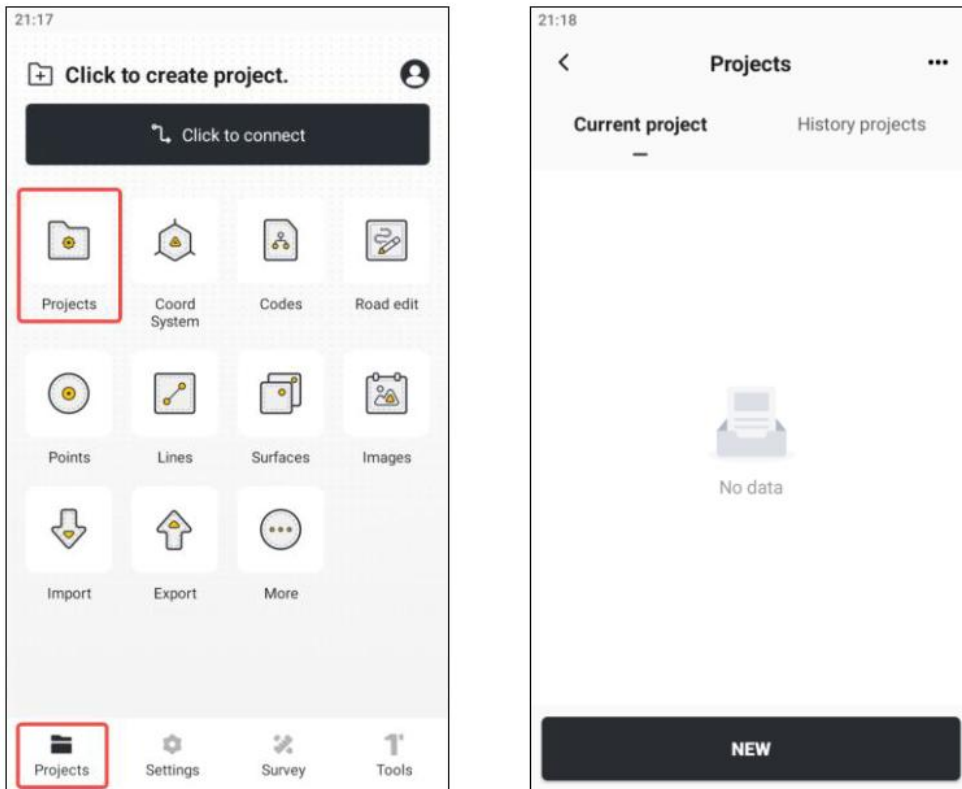 21:17
Click to create project.
Click to connect
Projects
Coord
System
Codes
Road edit
Points
Lines
Surfaces
Images
Import
Export
More
Projects
Settings
Survey
Tools
21:18
Projects
Current project
History projects
No data
NEW